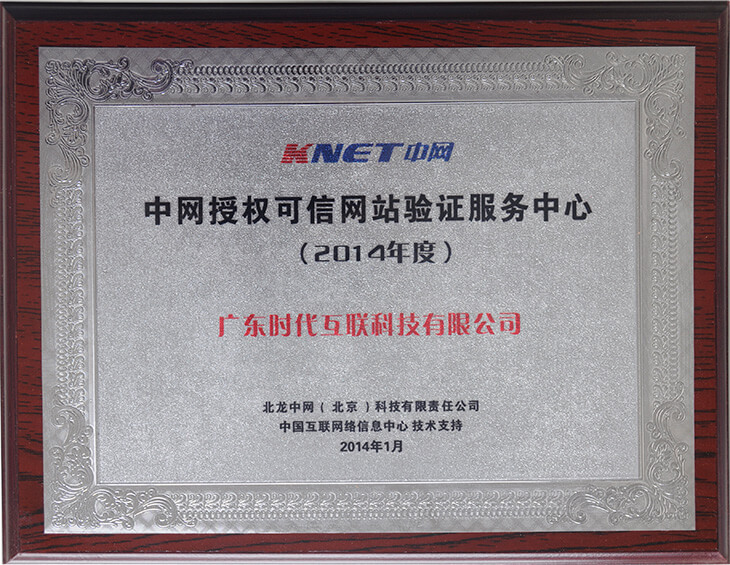 KNET中网
中网授权可信网站验证服务中心
（2014年度）
广东时代互联科技有限公司
北龙中网（北京）科技有限责任公司
中国互联网络信息中心 技术支持
2014年1月